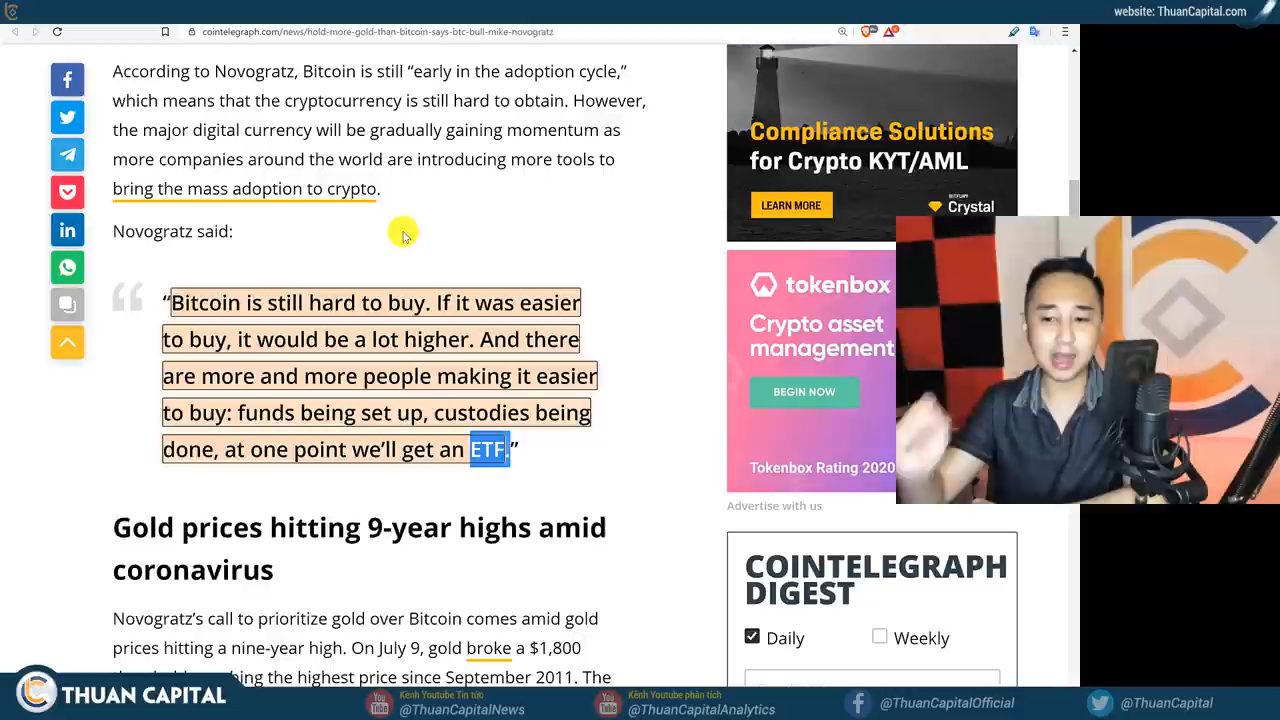 website: ThuanCapital.com
cointelegraph.com/news/hold-more-gold-than-bitcoin-says-btc-bull-mike-novogratz
According to Novogratz, Bitcoin is still “early in the adoption cycle,”
which means that the cryptocurrency is still hard to obtain. However,
the major digital currency will be gradually gaining momentum as
more companies around the world are introducing more tools to
bring the mass adoption to crypto.
Novogratz said:
“Bitcoin is still hard to buy. If it was easier
to buy, it would be a lot higher. And there
are more and more people making it easier
to buy: funds being set up, custodies being
done, at one point we’ll get an ETF.”
Gold prices hitting 9-year highs amid
coronavirus
Novogratz’s call to prioritize gold over Bitcoin comes amid gold
prices hitting a nine-year high. On July 9, gold broke a $1,800
the highest price since September 2011. The
Compliance Solutions
for Crypto KYT/AML
LEARN MORE
Crystal
tokenbox
Crypto asset
management
BEGIN NOW
Tokenbox Rating 2020
Advertise with us
COINTELEGRAPH
DIGEST
Daily
Weekly
THUAN CAPITAL
Kênh Youtube Tin tức
@ThuanCapitalNews
Kênh Youtube phân tích
@ThuanCapitalAnalytics
@ThuanCapitalOfficial
@ThuanCapital